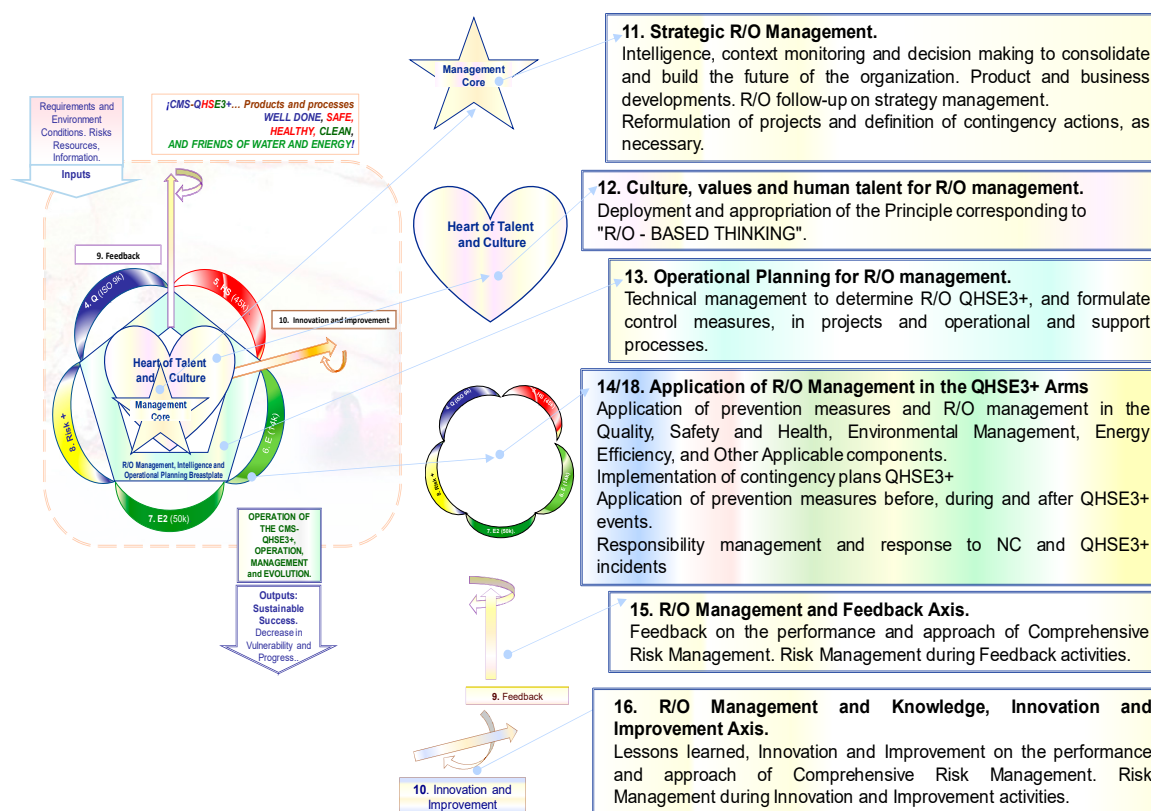 Requirements and
Environment
Conditions. Risks
Resources,
Information.
Inputs
¡CMS-QHSE3+... Products and processes
WELL DONE, SAFE,
HEALTHY, CLEAN,
AND FRIENDS OF WATER AND ENERGY!
9. Feedback
4. Q (ISO 9k)
5. HS (45k)
10. Innovation and improvement
Heart of Talent
and Culture
Management
Core
8. Risk +
6. E (14k)
R/O Management, Intelligence and
Operational Planning Breastplate
7. E2 (50k)
OPERATION OF
THE CMS-
QHSE3+,
OPERATION,
MANAGEMENT
and EVOLUTION.
Outputs:
Sustainable
Success.
Decrease in
Vulnerability and
Progress..
Management
Core
11. Strategic R/O Management.
Intelligence, context monitoring and decision making to consolidate
and build the future of the organization. Product and business
developments. R/O follow-up on strategy management.
Reformulation of projects and definition of contingency actions, as
necessary.
Heart of Talent
and Culture
12. Culture, values and human talent for R/O management.
Deployment and appropriation of the Principle corresponding to
"R/O - BASED THINKING".
13. Operational Planning for R/O management.
Technical management to determine R/O QHSE3+, and formulate
control measures, in projects and operational and support
processes.
4. Q (ISO 9k)
8. Risk +
7. E2 (50k).
14/18. Application of R/O Management in the QHSE3+ Arms
Application of prevention measures and R/O management in the
Quality, Safety and Health, Environmental Management, Energy
Efficiency, and Other Applicable components.
Implementation of contingency plans QHSE3+
Application of prevention measures before, during and after QHSE3+
events.
Responsibility management and response to NC and QHSE3+
incidents
9. Feedback
15. R/O Management and Feedback Axis.
Feedback on the performance and approach of Comprehensive
Risk Management. Risk Management during Feedback activities.
10. Innovation and
Improvement
16. R/O Management and Knowledge, Innovation and
Improvement Axis.
Lessons learned, Innovation and Improvement on the performance
and approach of Comprehensive Risk Management. Risk
Management during Innovation and Improvement activities.